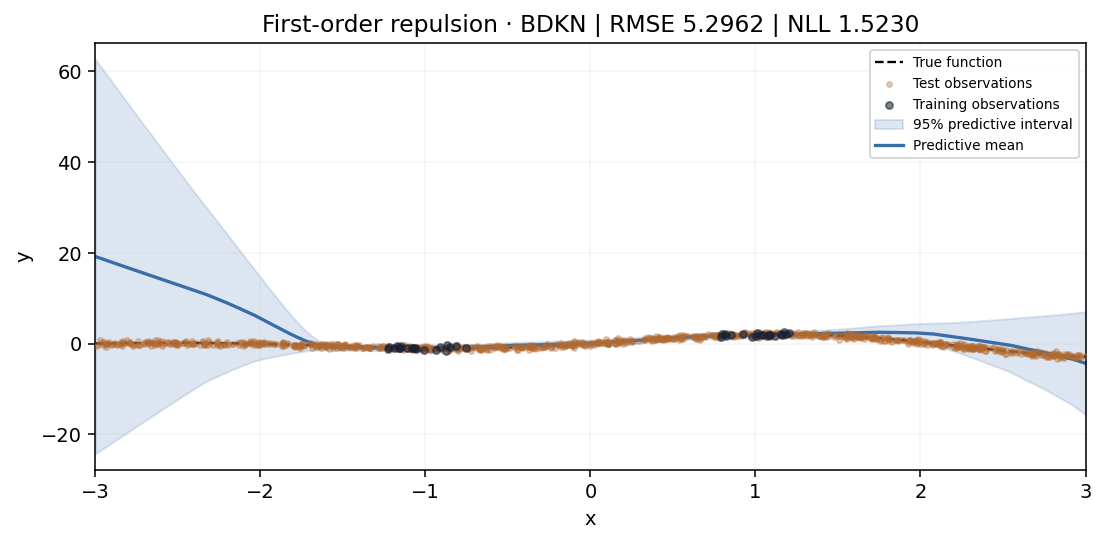 First-order repulsion · BDKN | RMSE 5.2962 | NLL 1.5230
True function
Test observations
Training observations
95% predictive interval
Predictive mean
60
40
20
0
−20
y
−3
−2
−1
0
1
2
3
x